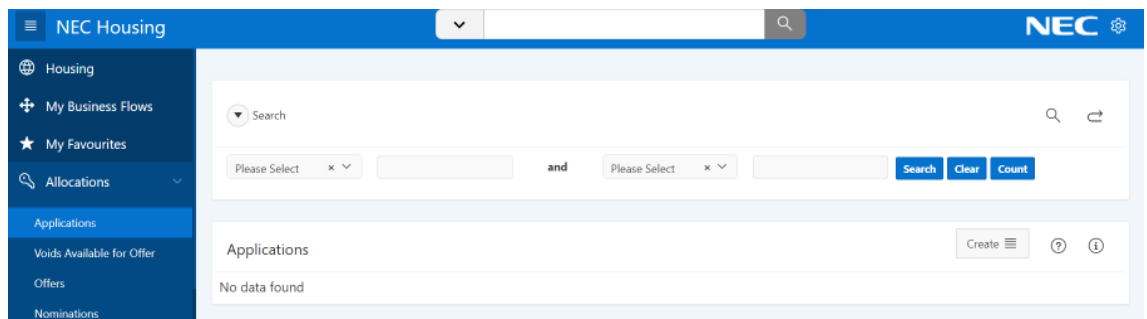 NEC Housing
NEC
Housing
My Business Flows
My Favourites
Allocations
Applications
Voids Available for Offer
Offers
Nominations
Search
Please Select × and Please Select × Search Clear Count
Applications
Create
No data found